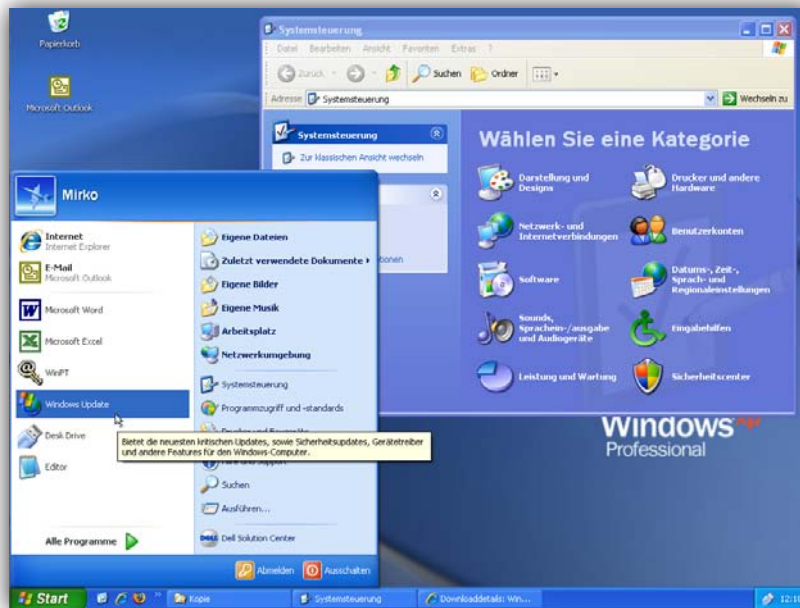 Papierkorb
Microsoft Outlook
Systemsteuerung
Datei Bearbeiten Ansicht Favoriten Extras ?
Zurück
Suchen
Ordner
Adresse
Systemsteuerung
Wechseln zu
Systemsteuerung
Zur klassischen Ansicht wechseln
Wählen Sie eine Kategorie
Darstellung und
Designs
Drucker und andere
Hardware
Netzwerk- und
Internetverbindungen
Benutzerkonten
Software
Datums-, Zeit-,
Sprach- und
Regionaleinstellungen
Sounds,
Sprachein-/ausgabe
und Audiogeräte
Eingabehilfen
Leistung und Wartung
Sicherheitscenter
Mirko
Internet
Internet Explorer
E-Mail
Microsoft Outlook
Microsoft Word
Microsoft Excel
WinPT
Windows Update
Desk Drive
Editor
Alle Programme
Eigene Dateien
Zuletzt verwendete Dokumente
Eigene Bilder
Eigene Musik
Arbeitsplatz
Netzwerkumgebung
Systemsteuerung
Programmzugriff und -standards
Bietet die neuesten kritischen Updates, sowie Sicherheitsupdates, Gerätetreiber
und andere Features für den Windows-Computer.
Suchen
Ausführen...
DELL
Dell Solution Center
Abmelden
Ausschalten
Windows
Professional
Start
Kopie
Systemsteuerung
Downloaddetails: Win...